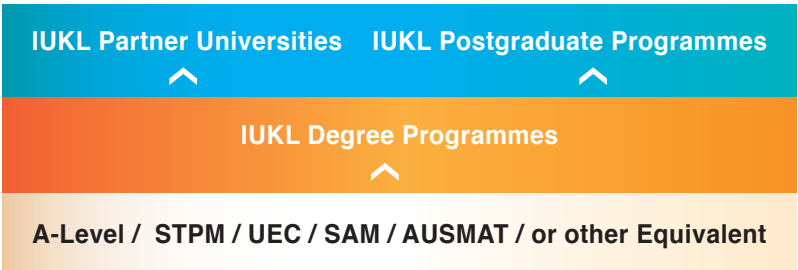 IUKL Partner Universities IUKL Postgraduate Programmes
IUKL Degree Programmes
A-Level / STPM / UEC / SAM / AUSMAT / or other Equivalent